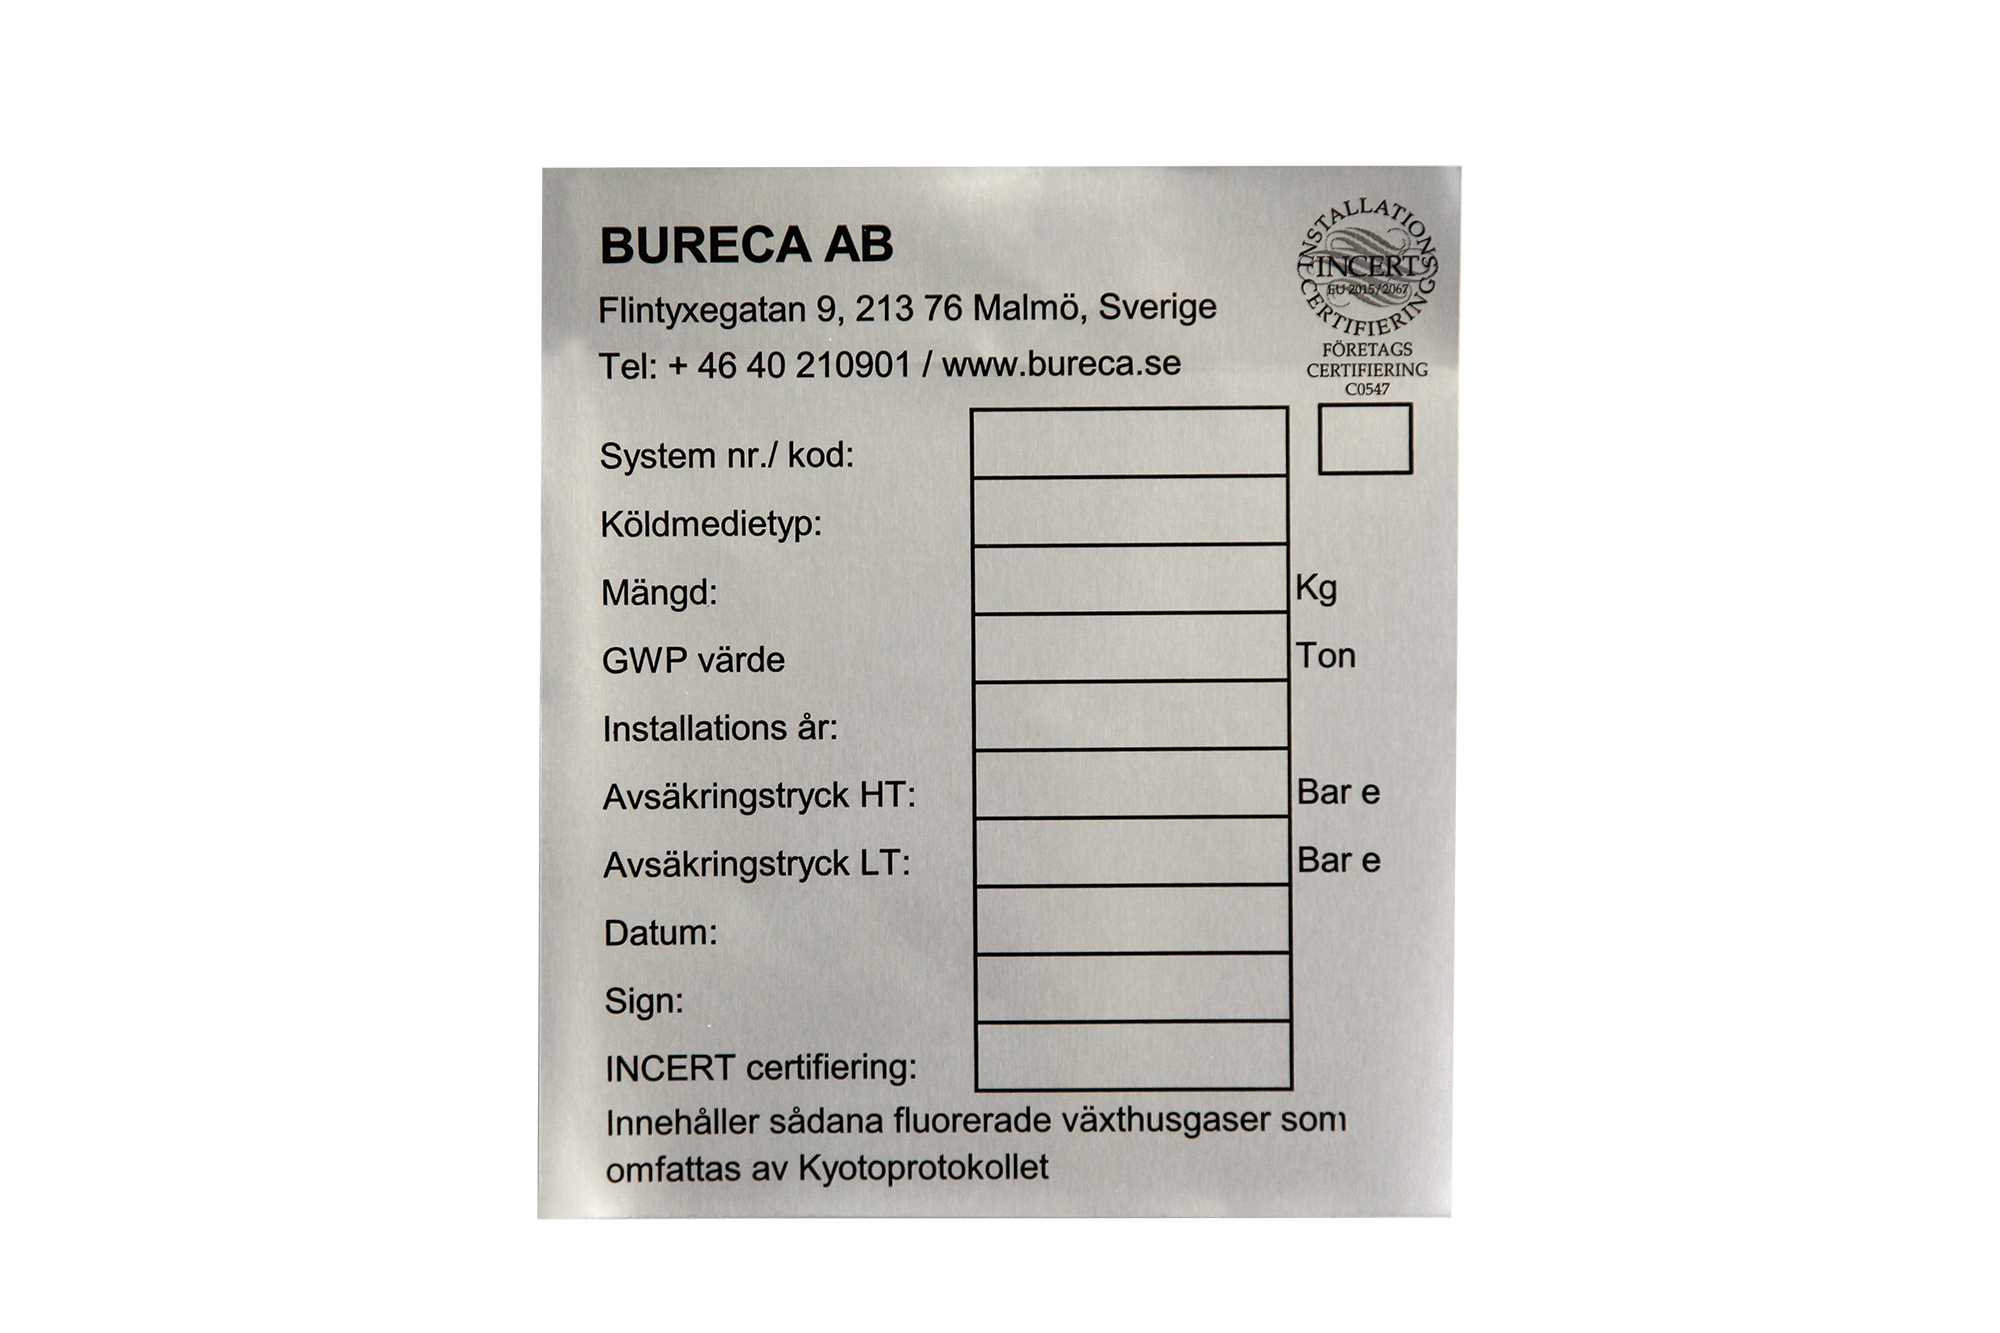 BURECA AB
Flintyxegatan 9, 213 76 Malmö, Sverige
Tel: + 46 40 210901 / www.bureca.se
INSTALLATIONS
INCERT
EU 2015/2067
CERTIFIERING
FÖRETAGS
CERTIFIERING
C0547
System nr./ kod:
Köldmedietyp:
Mängd: Kg
GWP värde Ton
Installations år:
Avsäkringstryck HT: Bar e
Avsäkringstryck LT: Bar e
Datum:
Sign:
INCERT certifiering:
Innehåller sådana fluorerade växthusgaser som
omfattas av Kyotoprotokollet